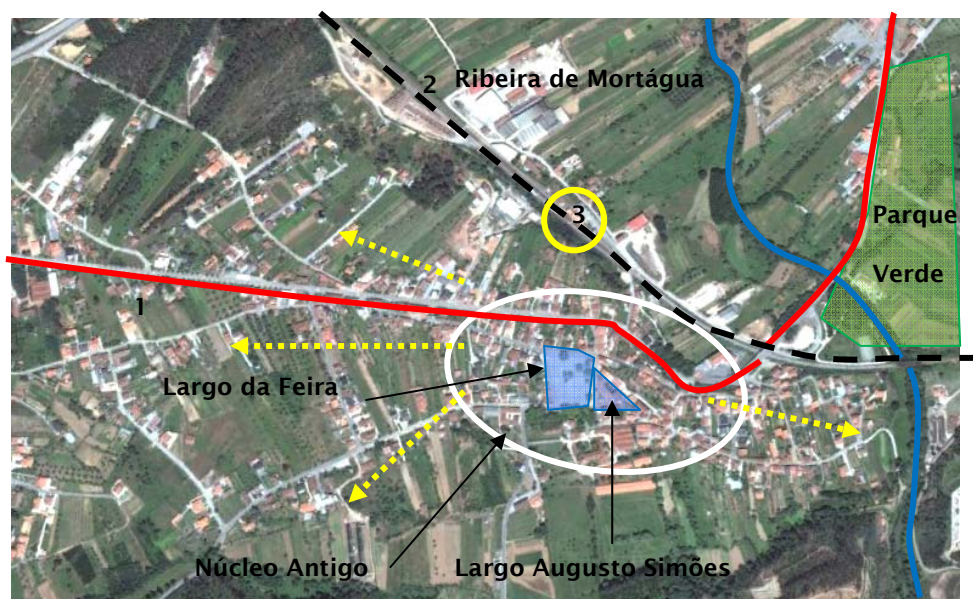 2
Ribeira de Mortágua
3
Parque
Verde
1
Largo da Feira
Núcleo Antigo
Largo Augusto Simões